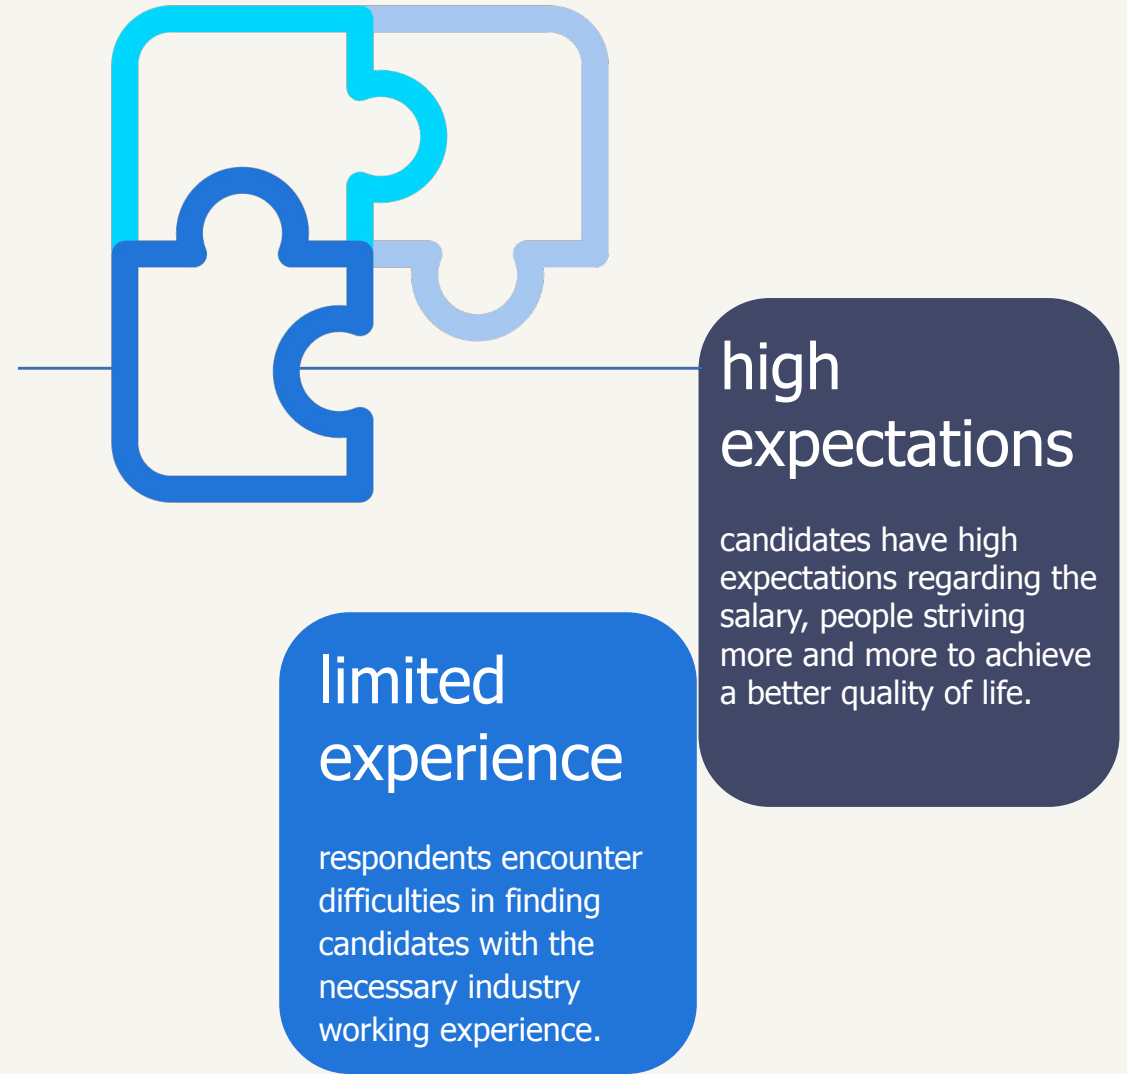 high
expectations
candidates have high
expectations regarding the
salary, people striving
more and more to achieve
a better quality of life.
limited
experience
respondents encounter
difficulties in finding
candidates with the
necessary industry
working experience.